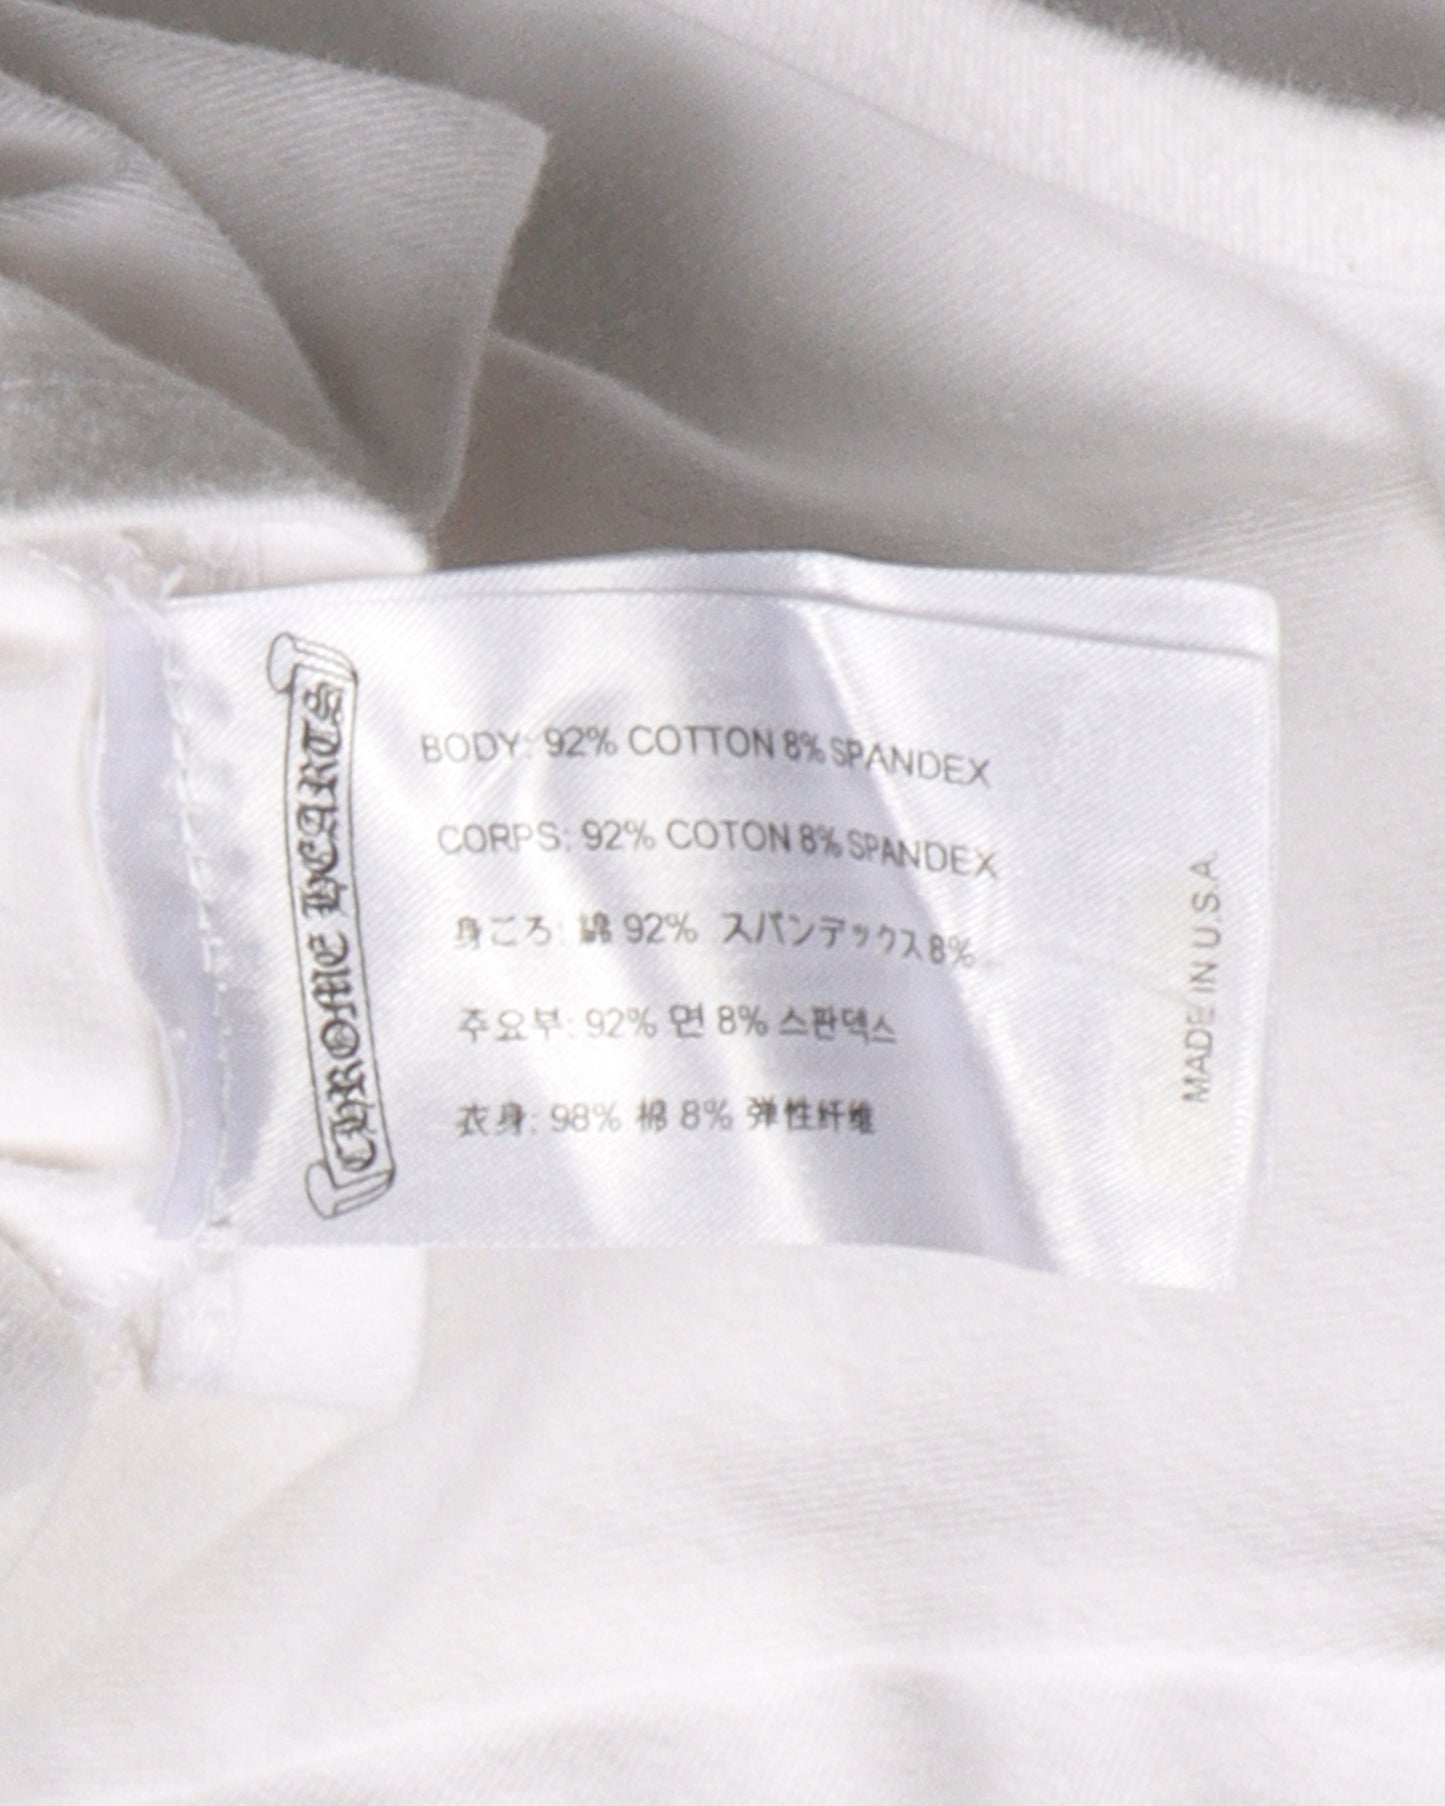 CHROME HEARTS
BODY: 92% COTTON 8% SPANDEX
CORPS: 92% COTON 8% SPANDEX
身ごろ: 綿 92% スパンデックス 8%
주요부: 92% 면 8% 스판덱스
衣身: 98% 棉 8% 弹性纤维
MADE IN U.S.A.